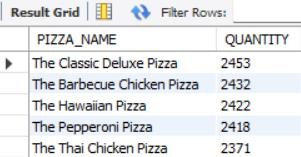 Result Grid Filter Rows:
PIZZA_NAME QUANTITY
The Classic Deluxe Pizza 2453
The Barbecue Chicken Pizza 2432
The Hawaiian Pizza 2422
The Pepperoni Pizza 2418
The Thai Chicken Pizza 2371